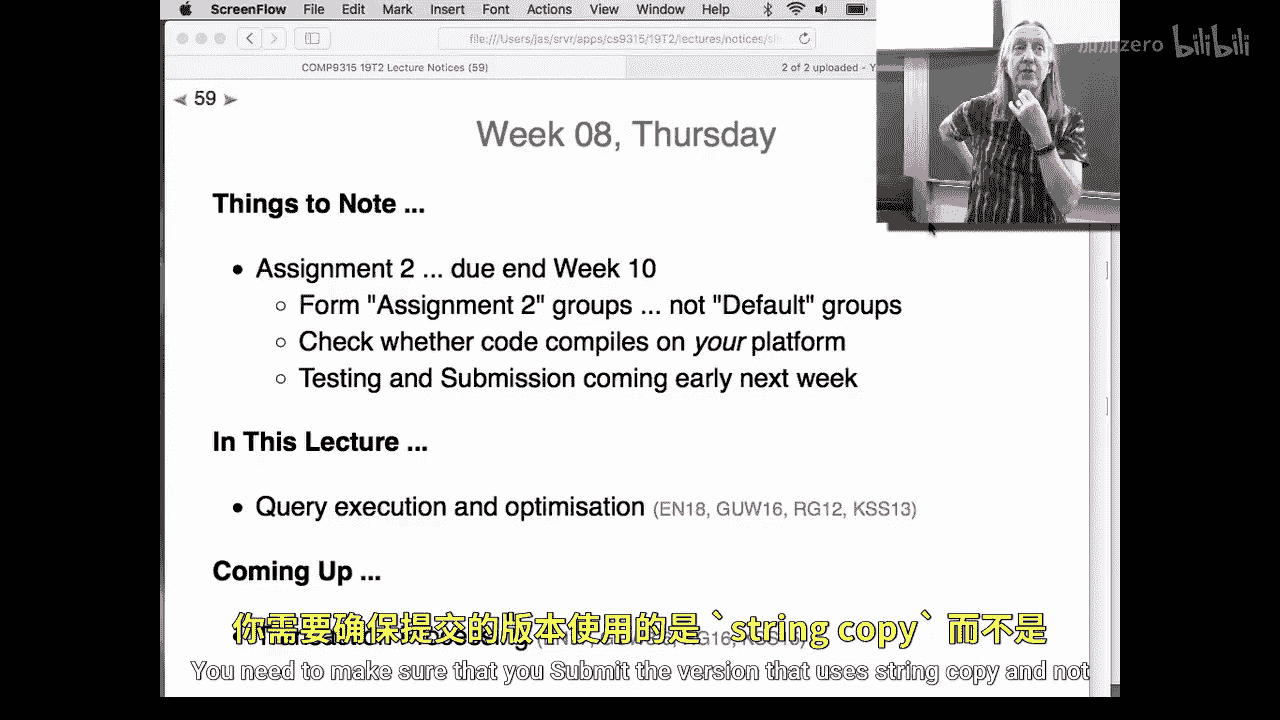 ScreenFlow File Edit Mark Insert Font Actions View Window Help
file:///Users/jas/srvr/apps/cs9315/19T2/lectures/notices/sli
COMP9315 19T2 Lecture Notices (59)
2 of 2 uploaded - Y
加加zero bilibili
59
Week 08, Thursday
Things to Note ...
• Assignment 2 ... due end Week 10
○ Form "Assignment 2" groups ... not "Default" groups
○ Check whether code compiles on your platform
○ Testing and Submission coming early next week
In This Lecture ...
• Query execution and optimisation (EN18, GUW16, RG12, KSS13)
Coming Up ...
你需要确保提交的版本使用的是 `string copy` 而不是
You need to make sure that you Submit the version that uses string copy and not